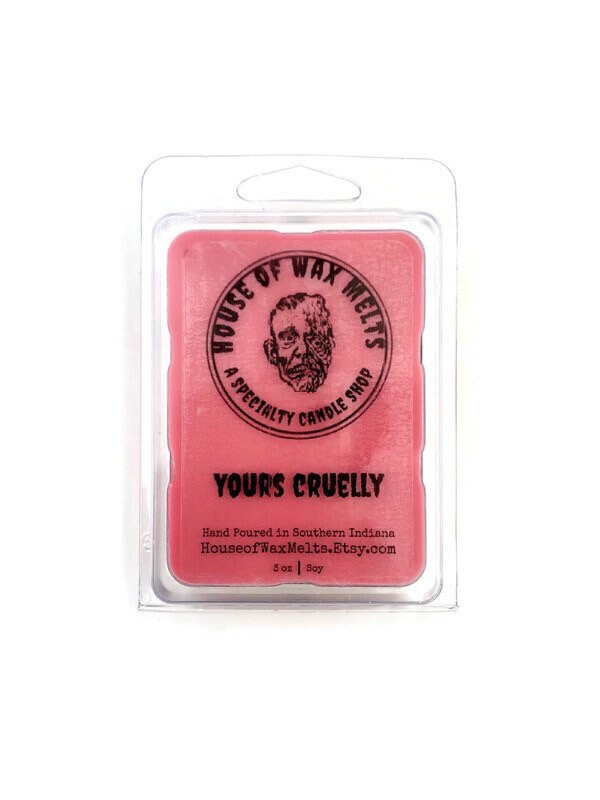 HOUSE OF WAX MELTS
A SPECIALTY CANDLE SHOP
YOURS CRUELLY
Hand Poured in Southern Indiana
HouseofWaxMelts.Etsy.com
5 oz | Soy